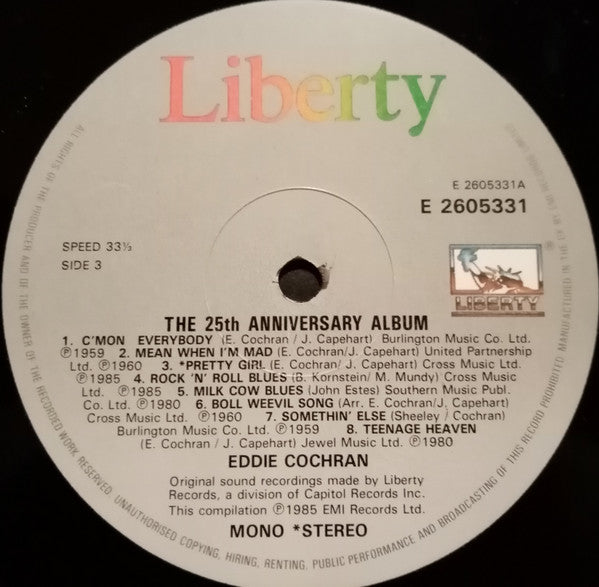 Liberty
E 2605331A
E 2605331
SPEED 33⅓
SIDE 3
LIBERTY
®
THE 25th ANNIVERSARY ALBUM
1. C'MON EVERYBODY (E. Cochran / J. Capehart) Burlington Music Co. Ltd.
℗1959 2. MEAN WHEN I'M MAD (E. Cochran/J. Capehart) United Partnership
Ltd. ℗1960 3. *PRETTY GIRL (E. Cochran/ J. Capehart) Cross Music Ltd.
℗1985 4. ROCK 'N' ROLL BLUES (B. Kornstein/ M. Mundy) Cross Music
Ltd. ℗1985 5. MILK COW BLUES (John Estes) Southern Music Publ.
Co. Ltd. ℗1980 6. BOLL WEEVIL SONG (Arr. E. Cochran/J. Capehart)
Cross Music Ltd. ℗1960 7. SOMETHIN' ELSE (Sheeley / Cochran)
Burlington Music Co. Ltd. ℗1959 8. TEENAGE HEAVEN
(E. Cochran / J. Capehart) Jewel Music Ltd. ℗1980
EDDIE COCHRAN
Original sound recordings made by Liberty
Records, a division of Capitol Records Inc.
This compilation ℗1985 EMI Records Ltd.
MONO *STEREO
ALL RIGHTS OF THE PRODUCER AND OF THE OWNER OF THE RECORDED WORK RESERVED. UNAUTHORISED COPYING, HIRING, RENTING, PUBLIC PERFORMANCE AND BROADCASTING OF THIS RECORD PROHIBITED. MANUFACTURED IN THE UK BY EMI RECORDS LIMITED